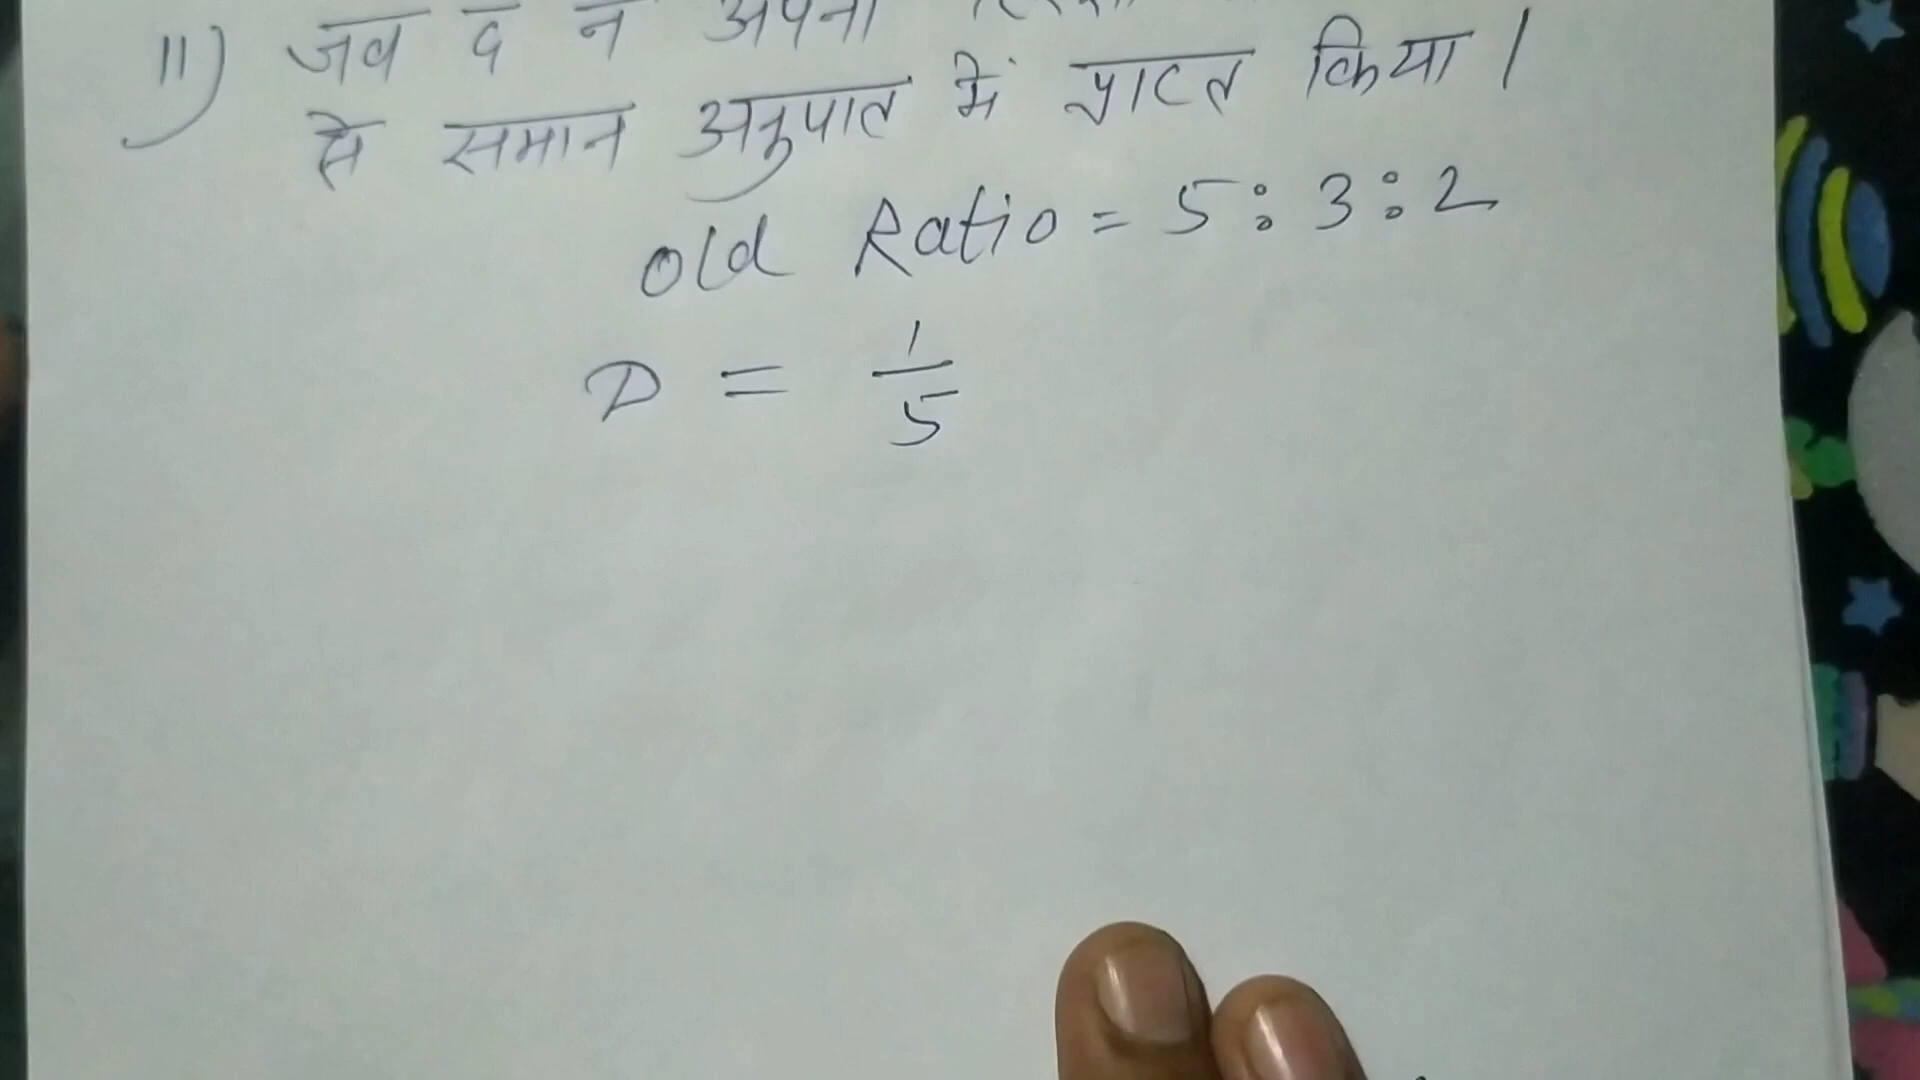 11) जब द ने अपना
से समान अनुपात में प्राप्त किया।
Old Ratio = 5:3:2
D = 1/5